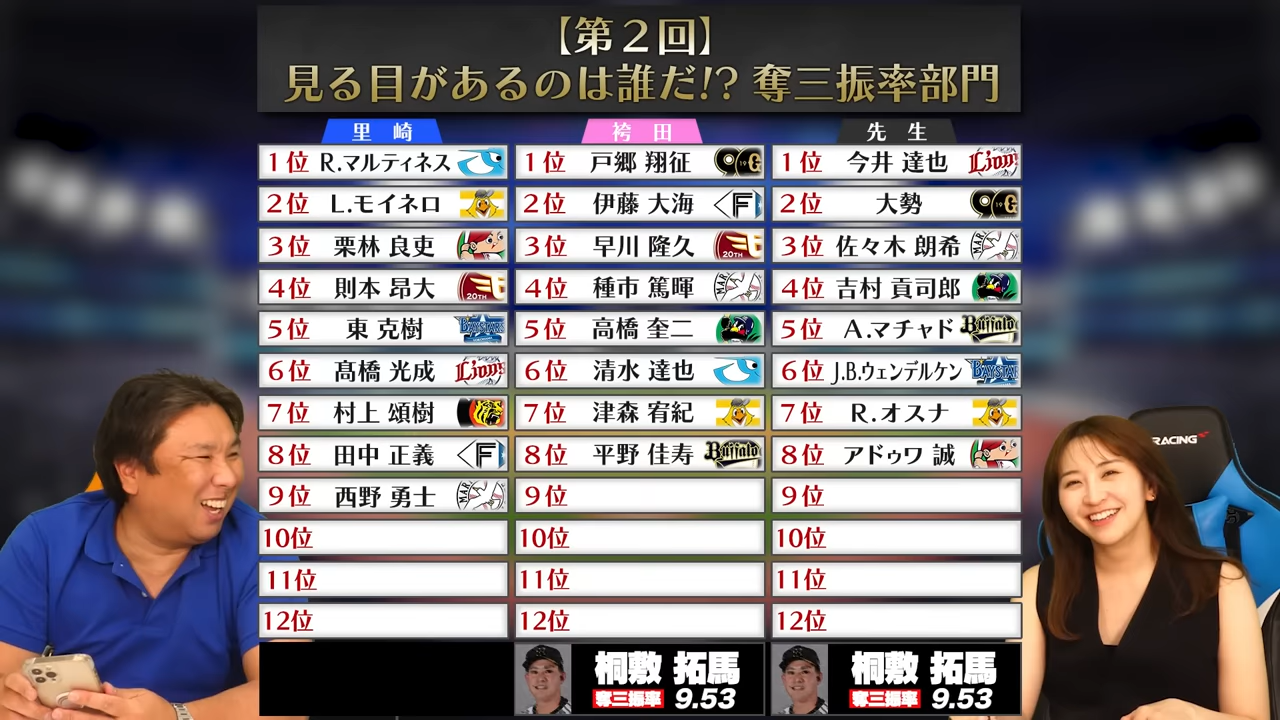 【第2回】
見る目があるのは誰だ!? 奪三振率部門
里崎
袴田
先生
1位 R.マルティネス
1位 戸郷 翔征
1位 今井 達也 Lions
2位 L.モイネロ
2位 伊藤 大海 F
2位 大勢 90 19 G
3位 栗林 良吏
3位 早川 隆久 20TH
3位 佐々木 朗希
4位 則本 昂大 20TH
4位 種市 篤暉
4位 吉村 貢司郎
5位 東 克樹 BAYSTARS
5位 高橋 奎二
5位 A.マチャド Buffalo
6位 髙橋 光成 Lions
6位 清水 達也
6位 J.B.ウェンデルケン BAYSTAR
7位 村上 頌樹
7位 津森 宥紀
7位 R.オスナ
8位 田中 正義 F
8位 平野 佳寿 Buffalo
8位 アドゥワ 誠
9位 西野 勇士
9位
9位
10位
10位
10位
11位
11位
11位
12位
12位
12位
桐敷 拓馬
奪三振率 9.53
桐敷 拓馬
奪三振率 9.53
RACING